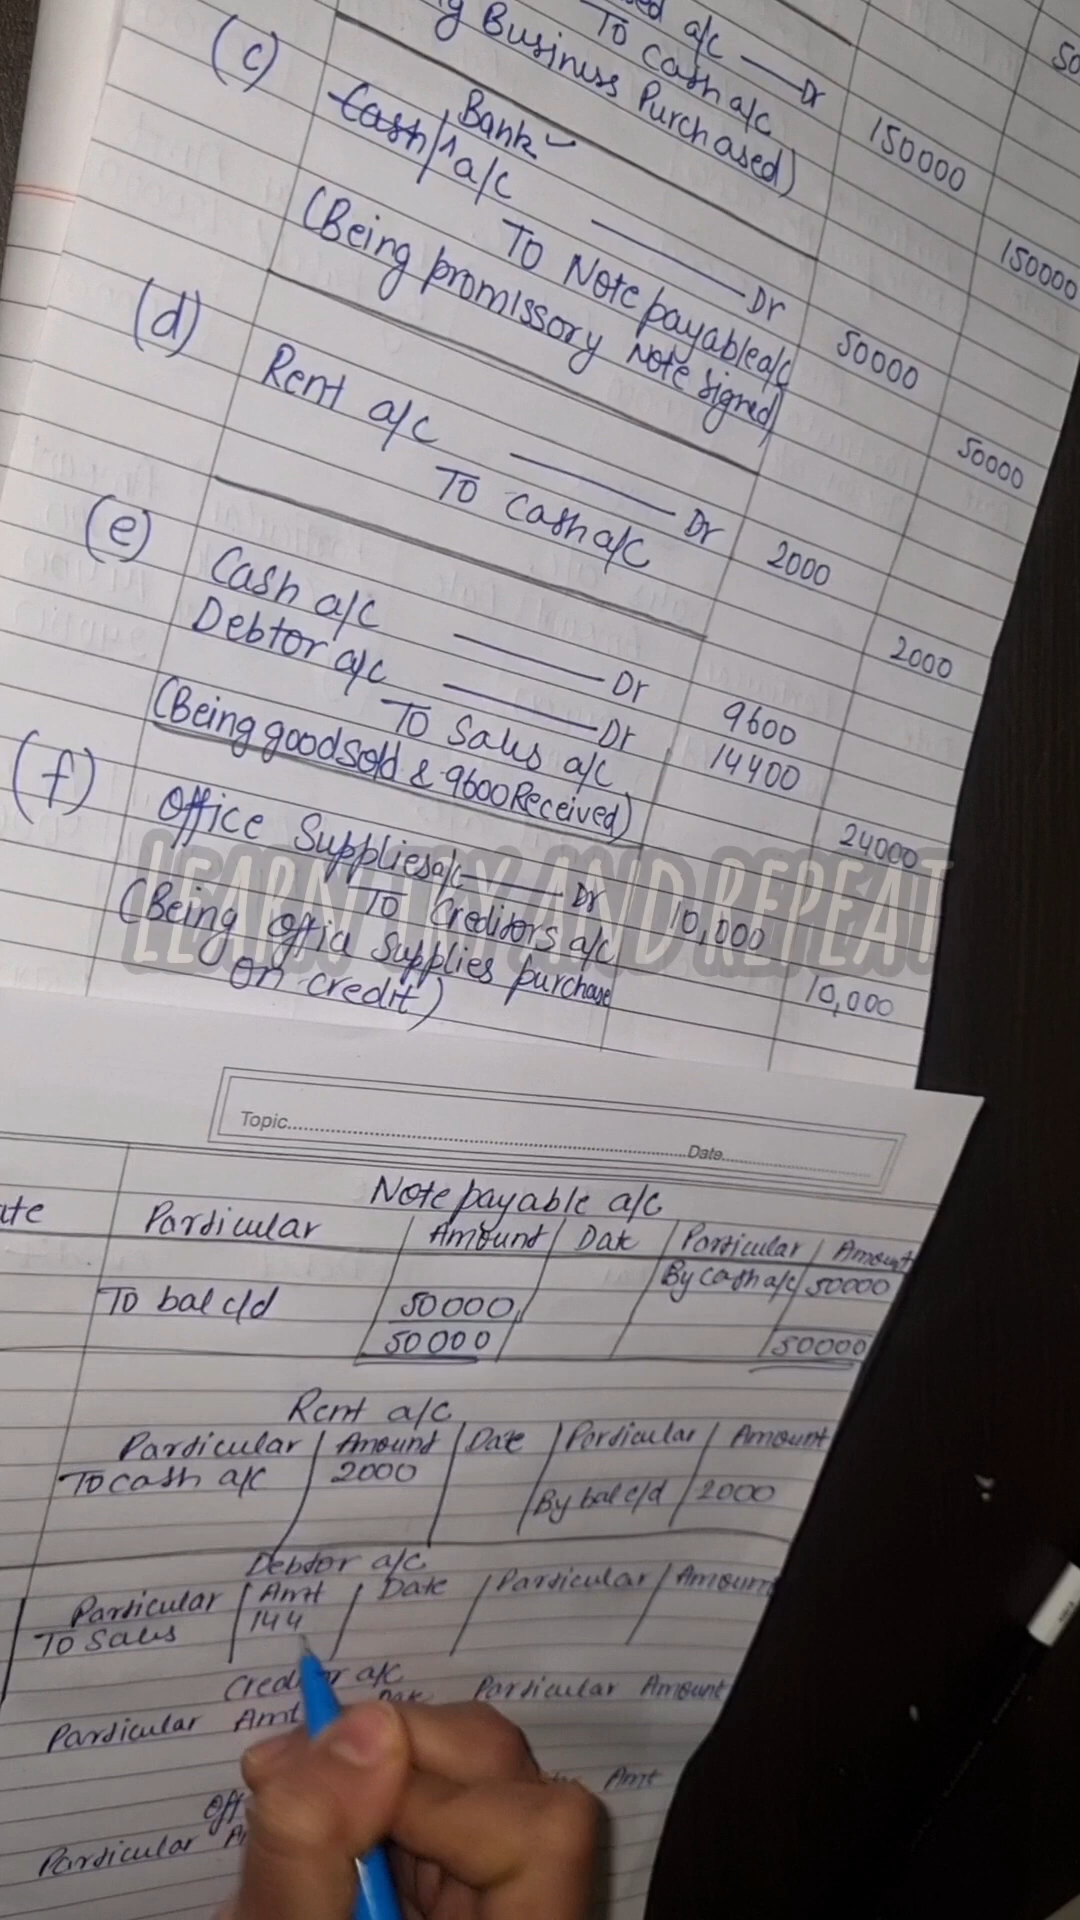 a/c Dr
To Cash a/c
Business Purchased)
150000
150000
(c)
Bank
Cash/ a/c Dr
50000
To Note payable a/c
50000
(Being promissory Note signed)
(d)
Rent a/c Dr
2000
To Cash a/c
2000
(e)
Cash a/c Dr
9600
Debtor a/c Dr
14400
To Sales a/c
24000
(Being good sold & 9600 Received)
(f)
Office Supplies a/c Dr
10,000
To Creditors a/c
10,000
(Being office supplies purchase
on credit)
LEARN TRY AND REPEAT
Topic Date
Note payable a/c
Particular Amount Date Particular Amount
By cash a/c 50000
To bal c/d 50000
50000 50000
Rent a/c
Particular Amound Date Particular Amount
To cash a/c 2000
By bal c/d 2000
Debtor a/c
Particular Amt Date Particular Amount
To Sales 144
a/c
Particular Amt Particular Amount
Amt
Particular